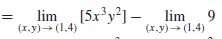 = lim (x,y)→(1,4) [5x³y²] − lim (x,y)→(1,4) 9